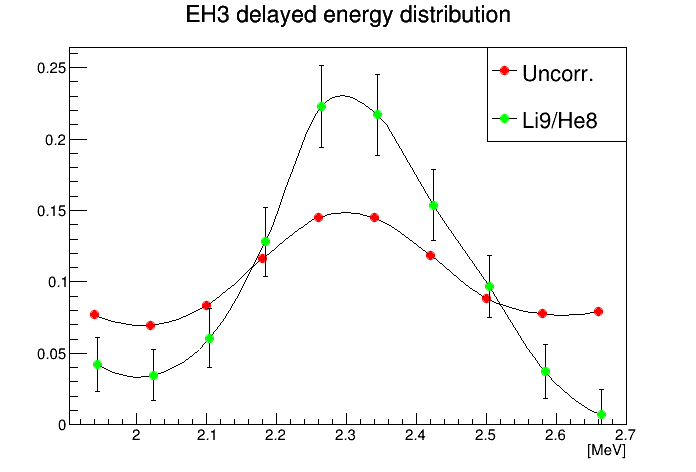 EH3 delayed energy distribution
Uncorr.
Li9/He8
0.25
0.2
0.15
0.1
0.05
0
2 2.1 2.2 2.3 2.4 2.5 2.6 2.7
[MeV]